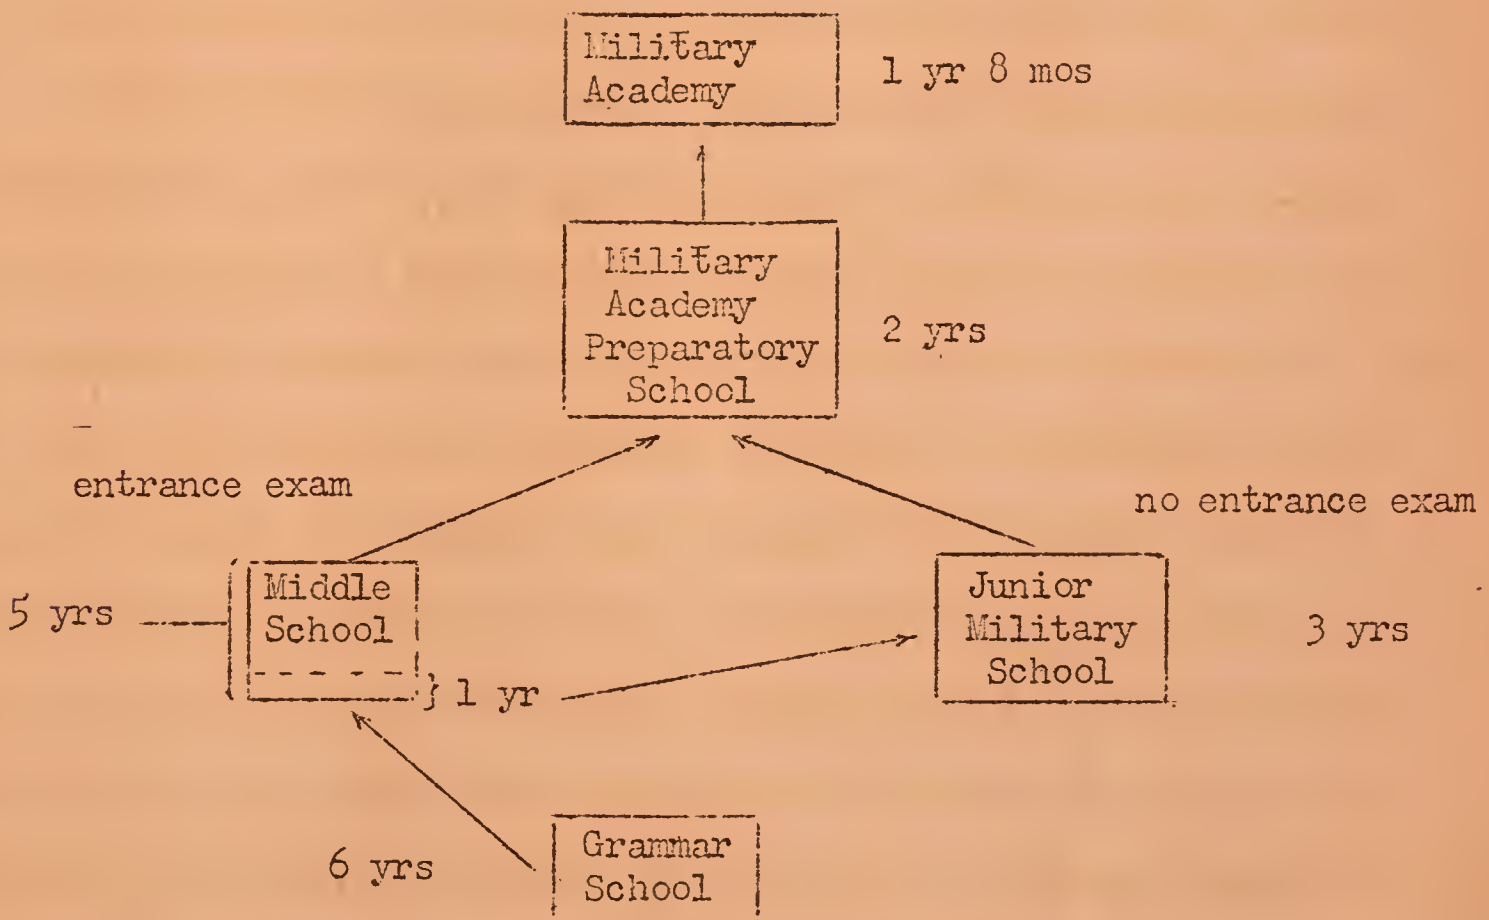 Military
Academy
1 yr 8 mos
Military
Academy
Preparatory
School
2 yrs
entrance exam
no entrance exam
5 yrs
Middle
School
} 1 yr
Junior
Military
School
3 yrs
6 yrs
Grammar
School